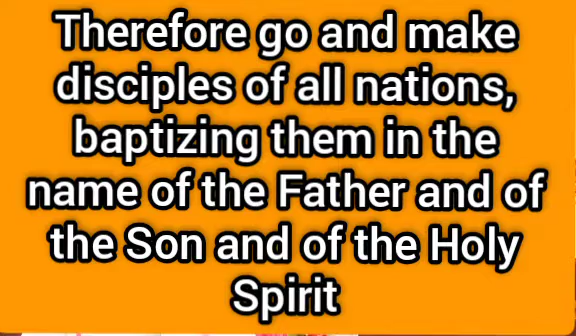 Therefore go and make
disciples of all nations,
baptizing them in the
name of the Father and of
the Son and of the Holy
Spirit